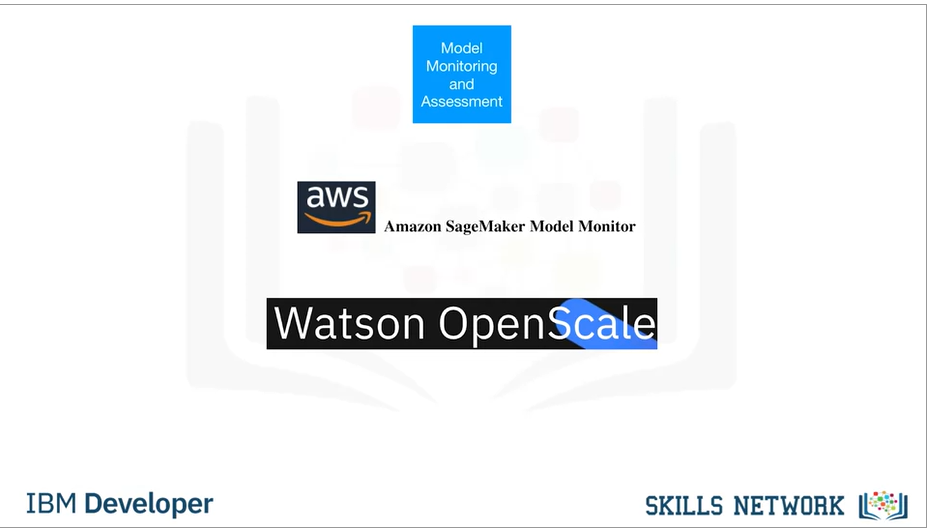 Model
Monitoring
and
Assessment
aws
Amazon SageMaker Model Monitor
Watson OpenScale
IBM Developer
SKILLS NETWORK